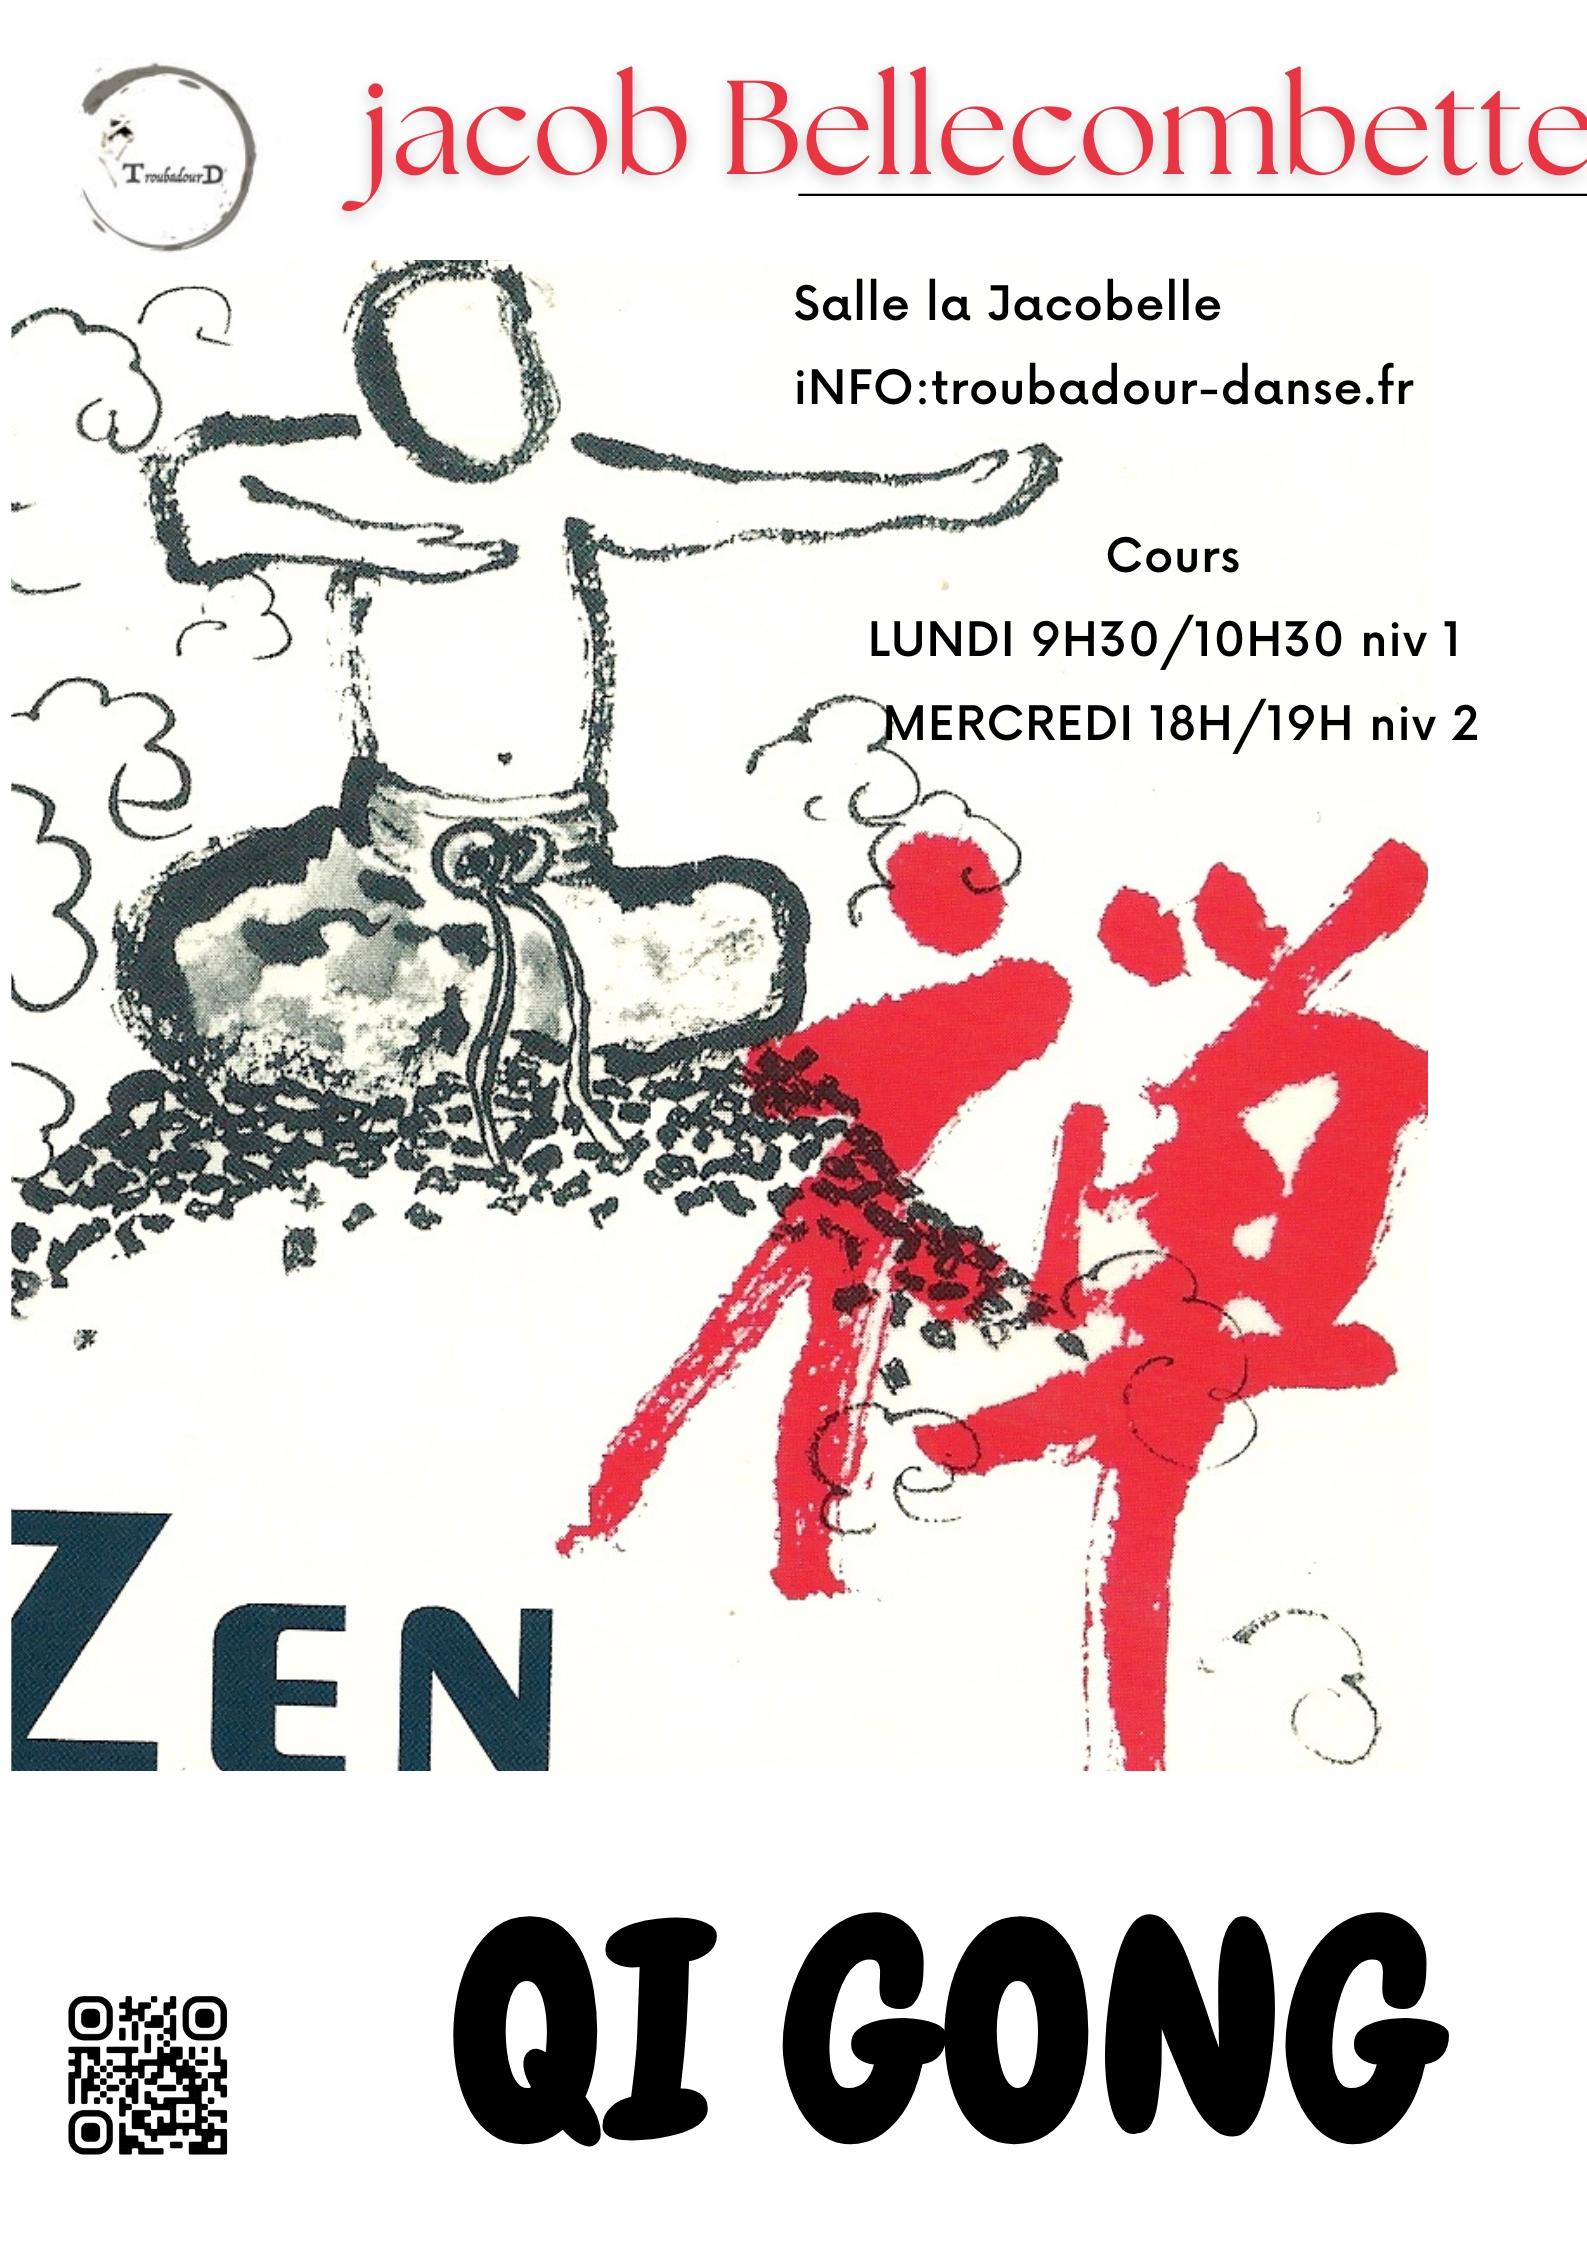 jacob Bellecombette
TroubadourD
Salle la Jacobelle
iNFO:troubadour-danse.fr
Cours
LUNDI 9H30/10H30 niv 1
MERCREDI 18H/19H niv 2
禅
ZEN
QI GONG